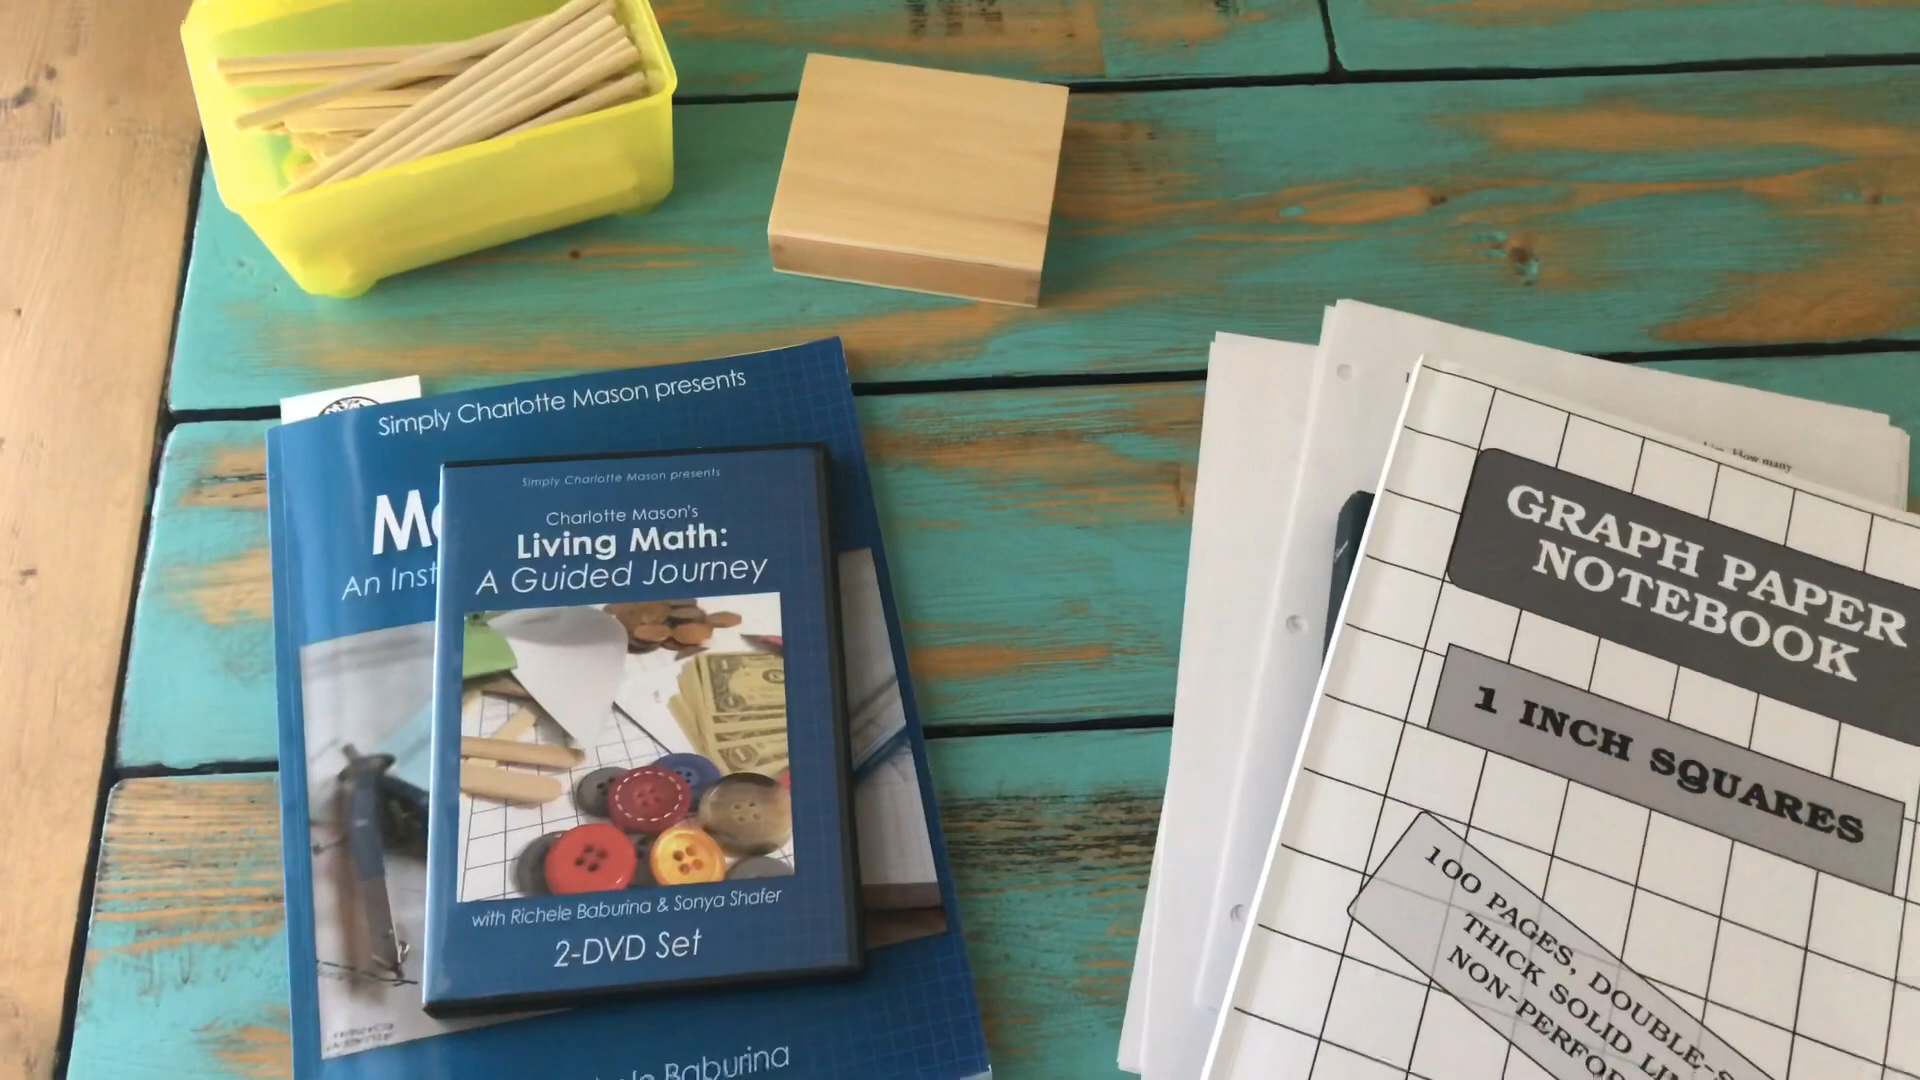 Simply Charlotte Mason presents
An Inst
Simply Charlotte Mason presents
Charlotte Mason's
Living Math:
A Guided Journey
with Richele Baburina & Sonya Shafer
2-DVD Set
Baburina
How many
GRAPH PAPER
NOTEBOOK
1 INCH SQUARES
100 PAGES, DOUBLE-S
THICK SOLID LIN
NON-PERFO